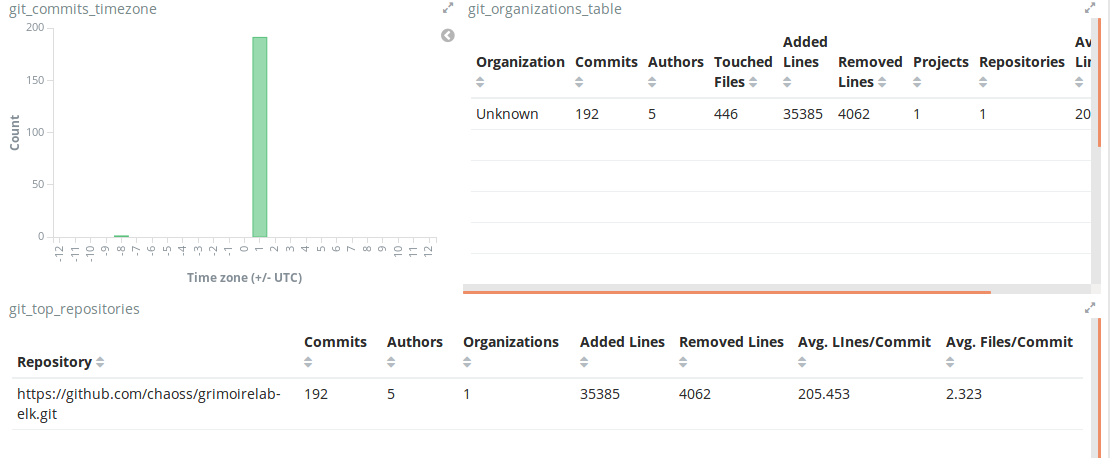 git_commits_timezone
200
150
100
50
0
Count
-12 -11 -10 -9 -8 -7 -6 -5 -4 -3 -2 -1 0 1 2 3 4 5 6 7 8 9 10 11 12
Time zone (+/- UTC)
git_organizations_table
Organization Commits Authors Touched Files Added Lines Removed Lines Projects Repositories Av Lin
Unknown 192 5 446 35385 4062 1 1 20
git_top_repositories
Repository Commits Authors Organizations Added Lines Removed Lines Avg. LInes/Commit Avg. Files/Commit
https://github.com/chaoss/grimoirelab- 192 5 1 35385 4062 205.453 2.323
elk.git